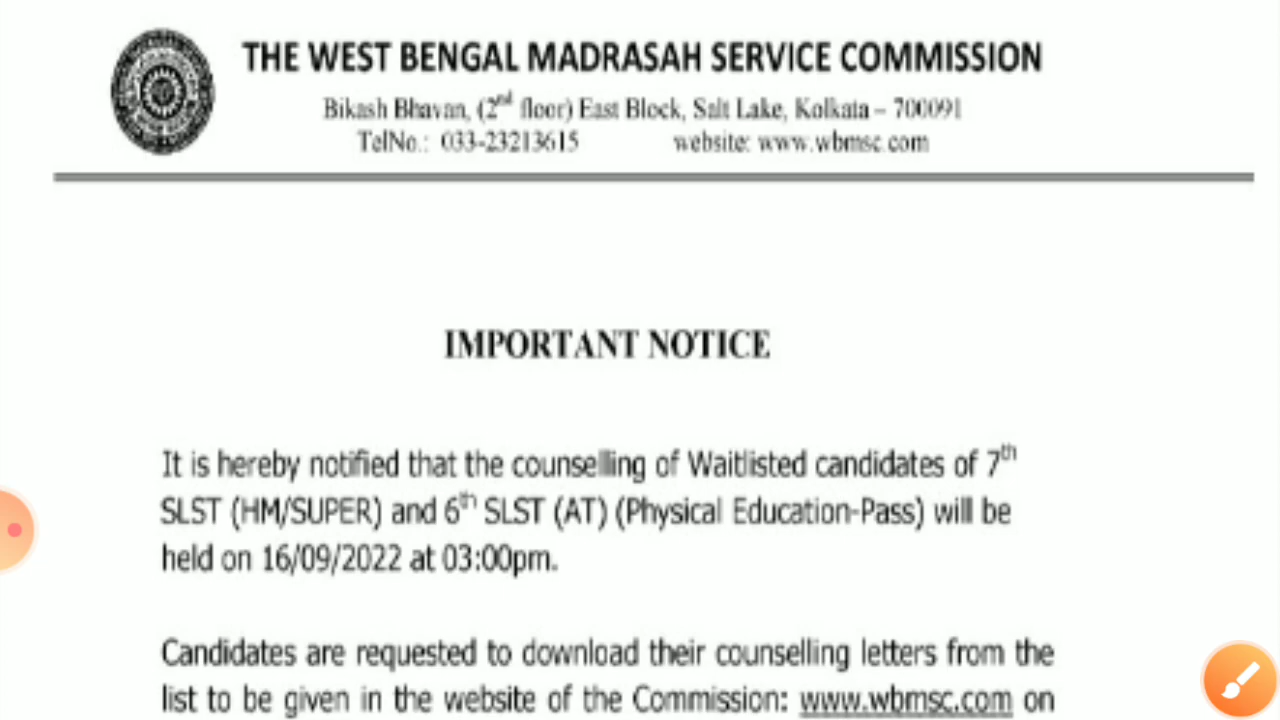 THE WEST BENGAL MADRASAH SERVICE COMMISSION
Bikash Bhavan, (2nd floor) East Block, Salt Lake, Kolkata – 700091
TelNo.: 033-23213615 website: www.wbmsc.com
IMPORTANT NOTICE
It is hereby notified that the counselling of Waitlisted candidates of 7th
SLST (HM/SUPER) and 6th SLST (AT) (Physical Education-Pass) will be
held on 16/09/2022 at 03:00pm.
Candidates are requested to download their counselling letters from the
list to be given in the website of the Commission: www.wbmsc.com on